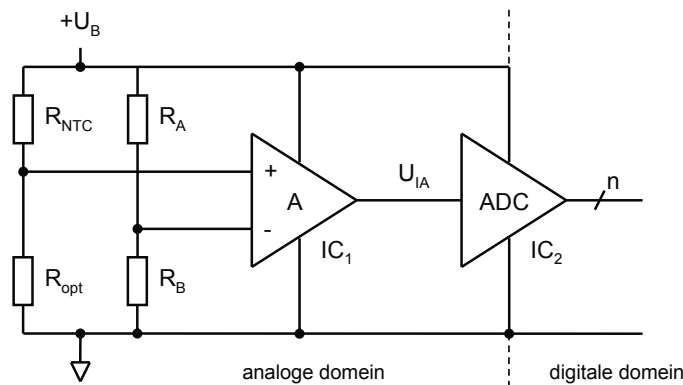 +U_B
R_NTC
R_A
+
A
-
U_IA
ADC
n
IC_1
IC_2
R_opt
R_B
analoge domein
digitale domein